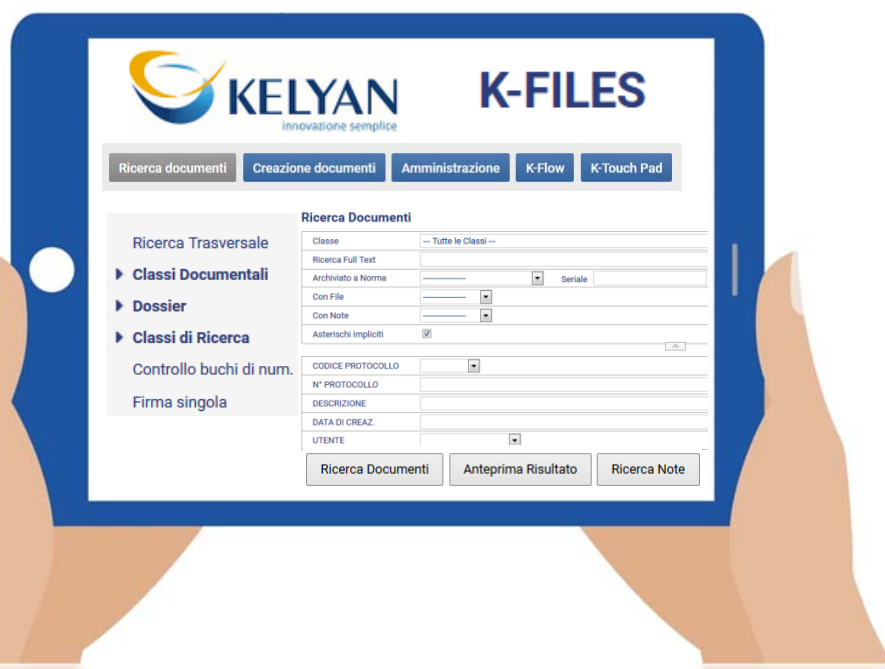 KELYAN
innovazione semplice
K-FILES
Ricerca documenti Creazione documenti Amministrazione K-Flow K-Touch Pad
Ricerca Trasversale
Classi Documentali
Dossier
Classi di Ricerca
Controllo buchi di num.
Firma singola
Ricerca Documenti
Classe --- Tutte le Classi ---
Ricerca Full Text
Archiviato a Norma ---------------- Seriale
Con File ----------------
Con Note ----------------
Asterischi impliciti
CODICE PROTOCOLLO
N° PROTOCOLLO
DESCRIZIONE
DATA DI CREAZ.
UTENTE
Ricerca Documenti Anteprima Risultato Ricerca Note